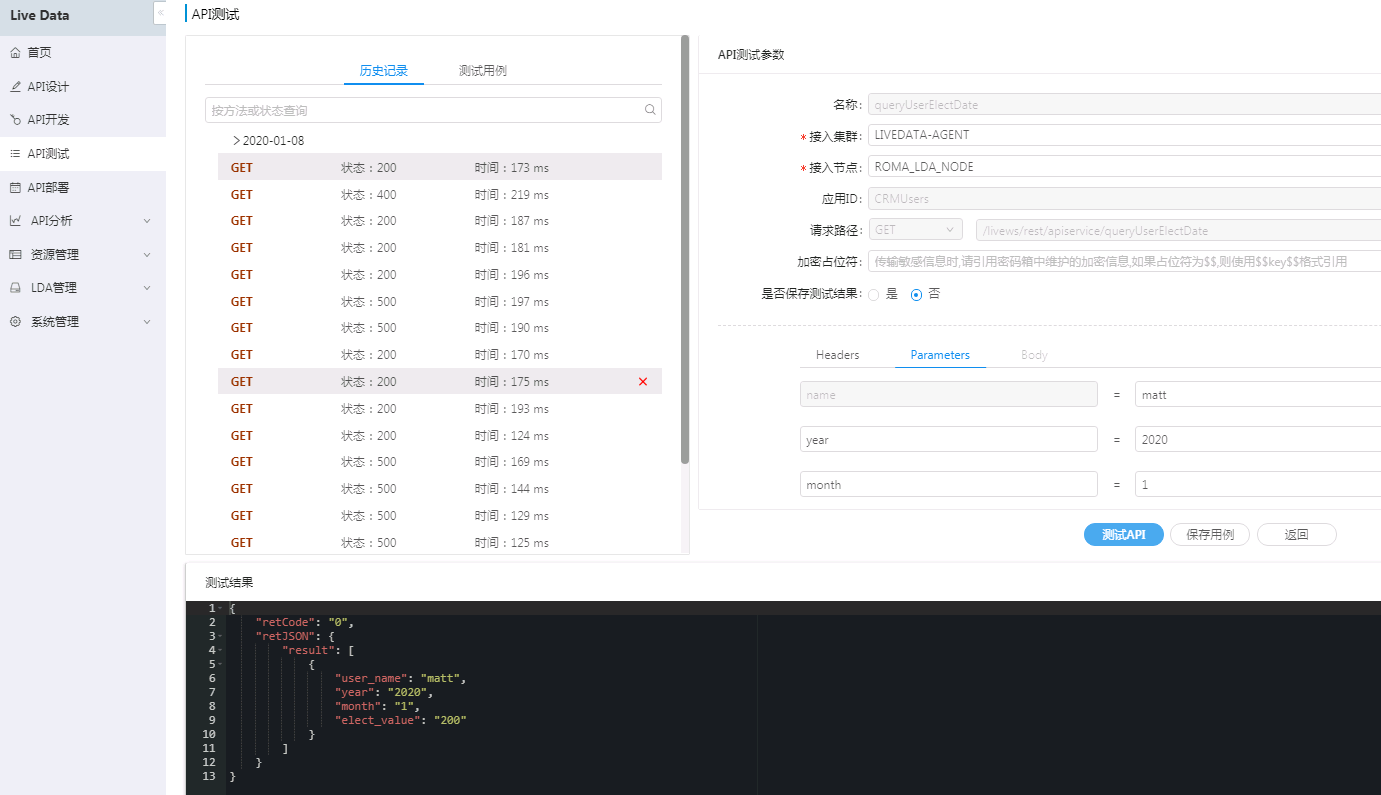 Live Data
首页
API设计
API开发
API测试
API部署
API分析
资源管理
LDA管理
系统管理
API测试
历史记录 测试用例
按方法或状态查询
2020-01-08
GET 状态：200 时间：173 ms
GET 状态：400 时间：219 ms
GET 状态：200 时间：187 ms
GET 状态：200 时间：181 ms
GET 状态：200 时间：196 ms
GET 状态：500 时间：197 ms
GET 状态：500 时间：190 ms
GET 状态：200 时间：170 ms
GET 状态：200 时间：175 ms
GET 状态：200 时间：193 ms
GET 状态：200 时间：124 ms
GET 状态：500 时间：169 ms
GET 状态：500 时间：144 ms
GET 状态：500 时间：129 ms
GET 状态：500 时间：125 ms
API测试参数
名称: queryUserElectDate
* 接入集群: LIVEDATA-AGENT
* 接入节点: ROMA_LDA_NODE
应用ID: CRMUsers
请求路径: GET /livews/rest/apiservice/queryUserElectDate
加密占位符: 传输敏感信息时,请引用密码箱中维护的加密信息,如果占位符为$$,则使用$$key$$格式引用
是否保存测试结果: 是 否
Headers Parameters Body
name = matt
year = 2020
month = 1
测试API 保存用例 返回
测试结果
1 {
2 "retCode": "0",
3 "retJSON": {
4 "result": [
5 {
6 "user_name": "matt",
7 "year": "2020",
8 "month": "1",
9 "elect_value": "200"
10 }
11 ]
12 }
13 }